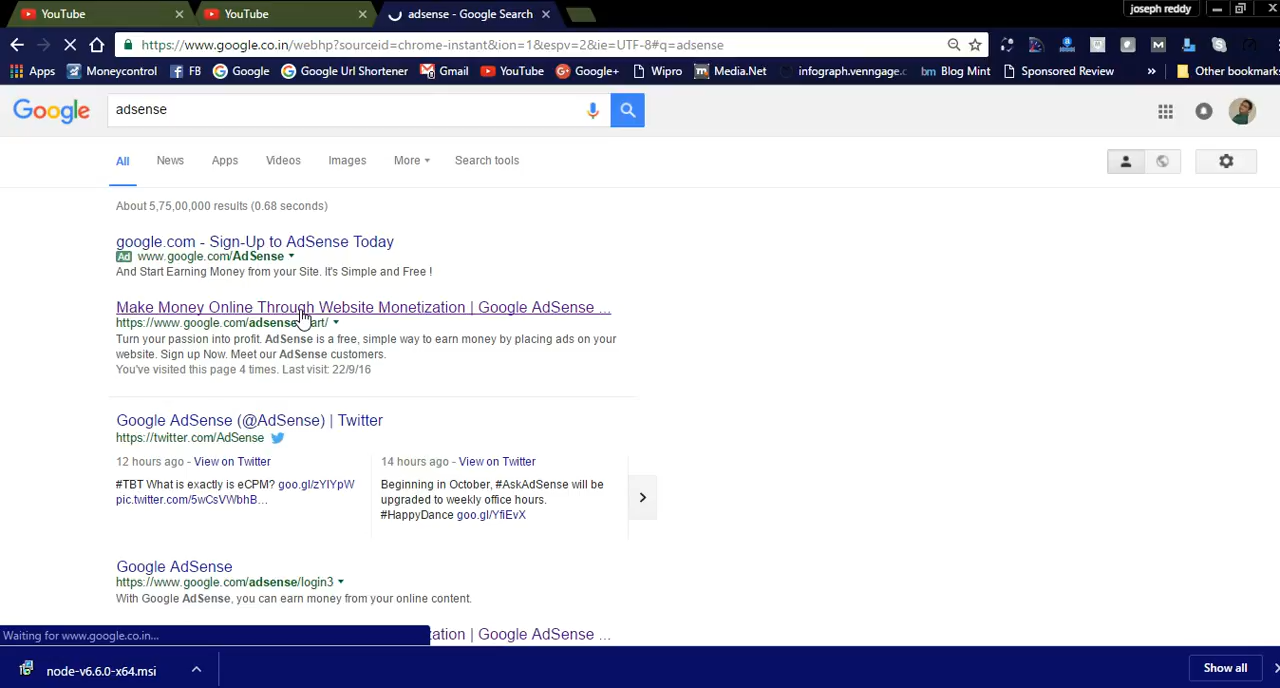 YouTube
YouTube
adsense - Google Search
joseph reddy
https://www.google.co.in/webhp?sourceid=chrome-instant&ion=1&espv=2&ie=UTF-8#q=adsense
Apps Moneycontrol FB Google Google Url Shortener Gmail YouTube Google+ Wipro Media.Net infograph.venngage.c Blog Mint Sponsored Review » Other bookmarks
Google
adsense
All News Apps Videos Images More Search tools
About 5,75,00,000 results (0.68 seconds)
google.com - Sign-Up to AdSense Today
Ad www.google.com/AdSense
And Start Earning Money from your Site. It's Simple and Free !
Make Money Online Through Website Monetization | Google AdSense ...
https://www.google.com/adsense/start/
Turn your passion into profit. AdSense is a free, simple way to earn money by placing ads on your
website. Sign up Now. Meet our AdSense customers.
You've visited this page 4 times. Last visit: 22/9/16
Google AdSense (@AdSense) | Twitter
https://twitter.com/AdSense
12 hours ago - View on Twitter
#TBT What is exactly is eCPM? goo.gl/zYIYpW
pic.twitter.com/5wCsVWbhB...
14 hours ago - View on Twitter
Beginning in October, #AskAdSense will be
upgraded to weekly office hours.
#HappyDance goo.gl/YfiEvX
Google AdSense
https://www.google.com/adsense/login3
With Google AdSense, you can earn money from your online content.
zation | Google AdSense ...
Waiting for www.google.co.in...
node-v6.6.0-x64.msi
Show all